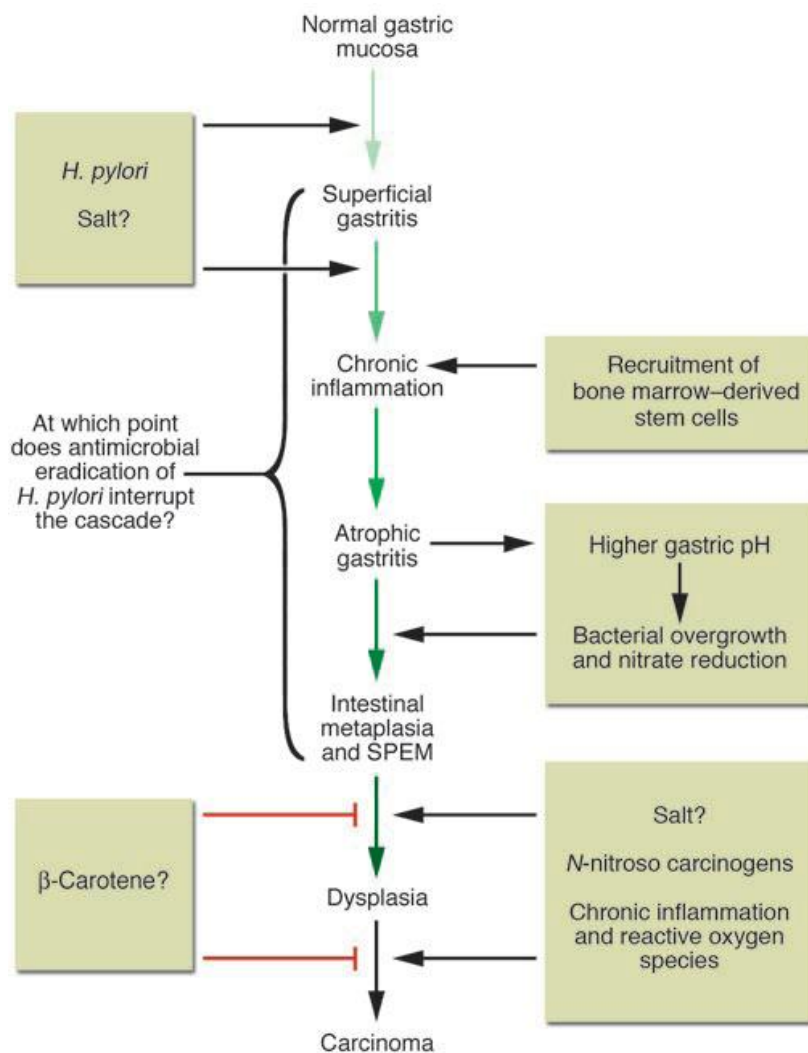 Normal gastric
mucosa
H. pylori
Salt?
Superficial
gastritis
Chronic
inflammation
Recruitment of
bone marrow–derived
stem cells
At which point
does antimicrobial
eradication of
H. pylori interrupt
the cascade?
Atrophic
gastritis
Higher gastric pH
Bacterial overgrowth
and nitrate reduction
Intestinal
metaplasia
and SPEM
β-Carotene?
Salt?
N-nitroso carcinogens
Chronic inflammation
and reactive oxygen
species
Dysplasia
Carcinoma